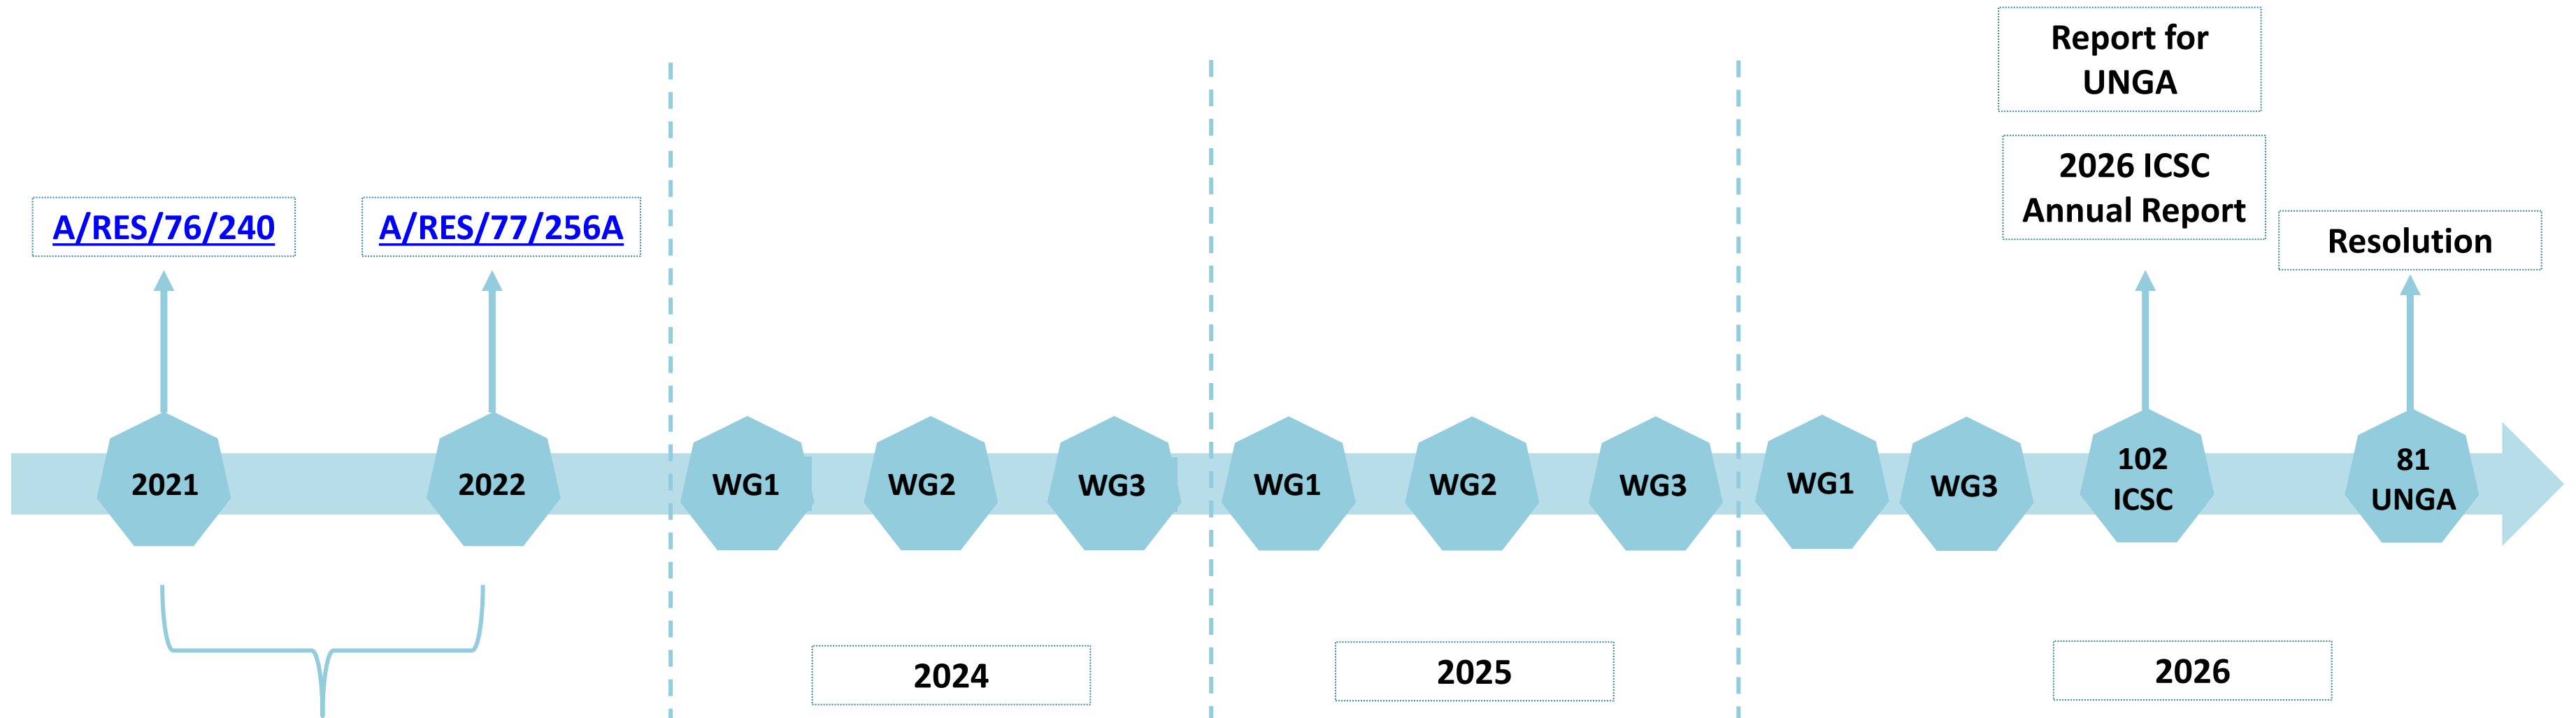 Report for
UNGA
2026 ICSC
Annual Report
A/RES/76/240
A/RES/77/256A
Resolution
2021
2022
WG1
WG2
WG3
WG1
WG2
WG3
WG1
WG3
102
ICSC
81
UNGA
2024
2025
2026